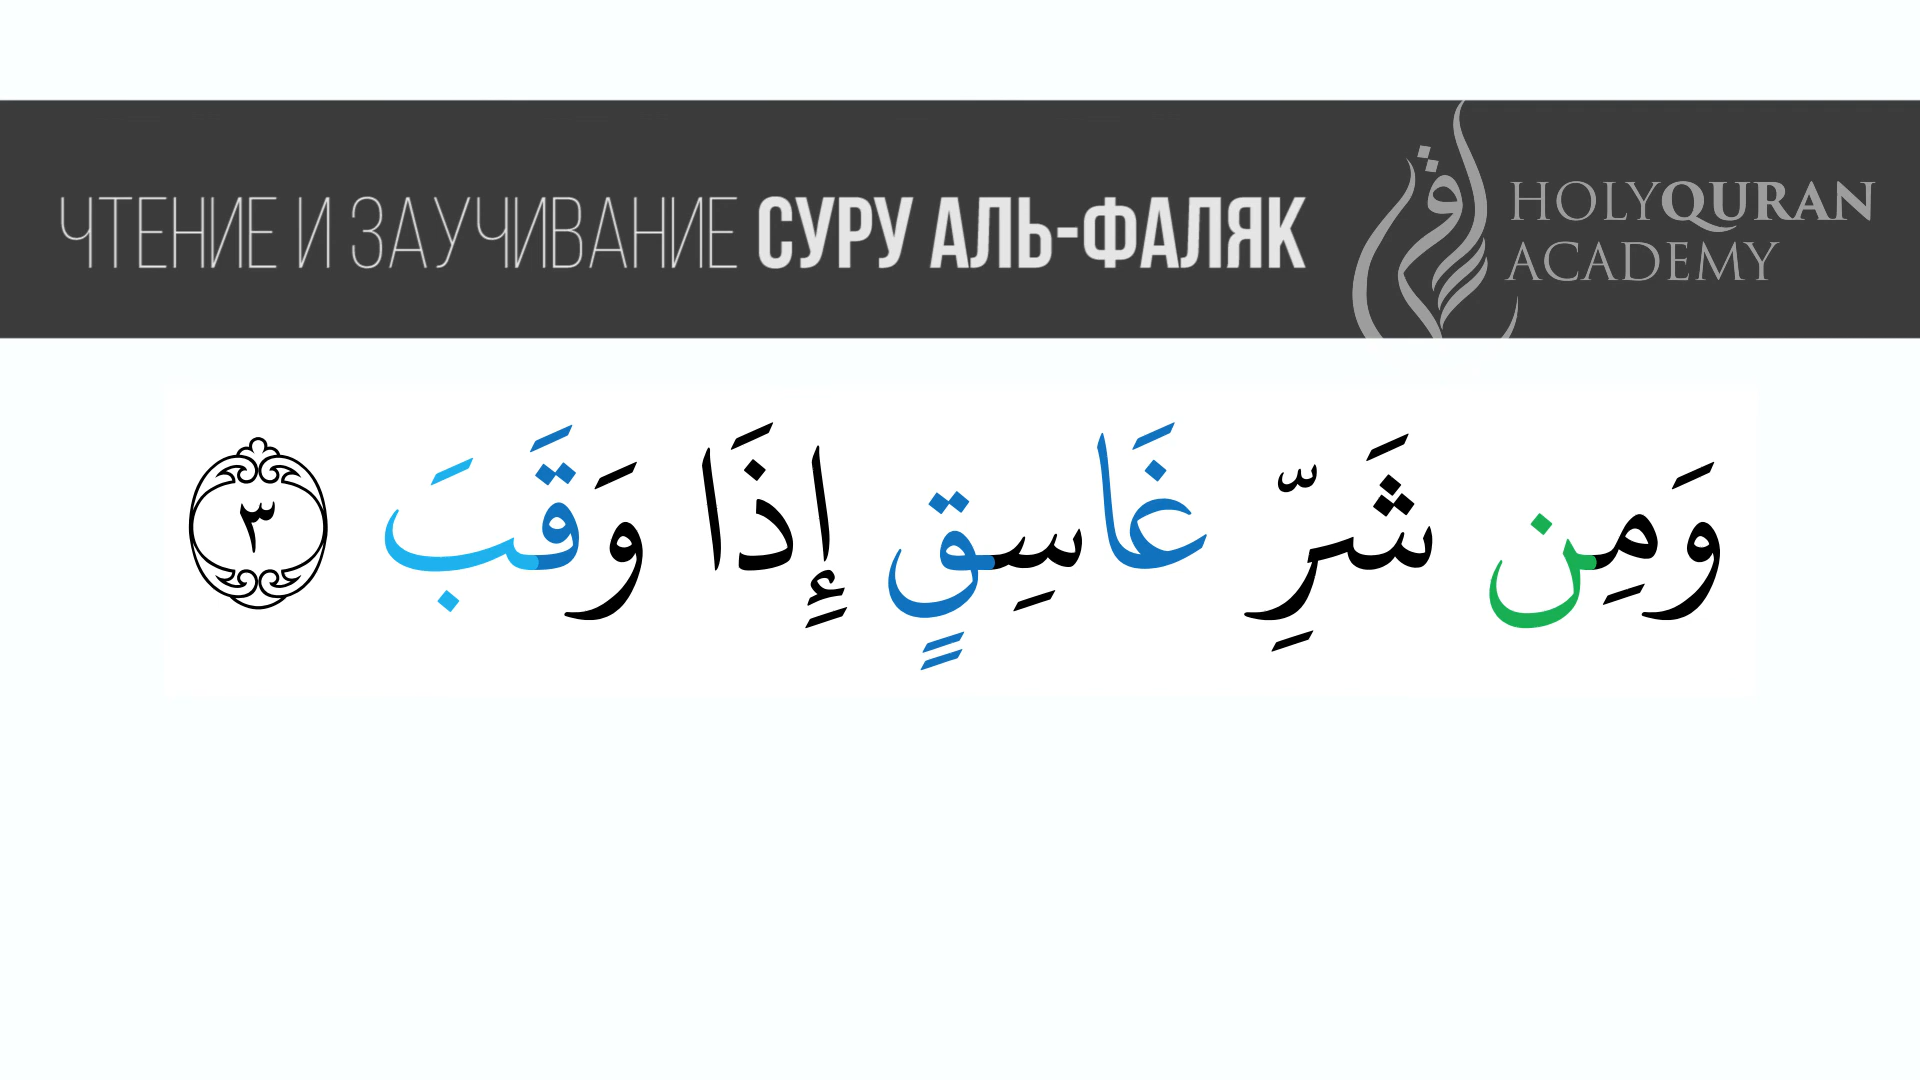 ЧТЕНИЕ И ЗАУЧИВАНИЕ СУРУ АЛЬ-ФАЛЯК
HOLYQURAN
ACADEMY
وَمِن شَرِّ غَاسِقٍ إِذَا وَقَبَ ٣